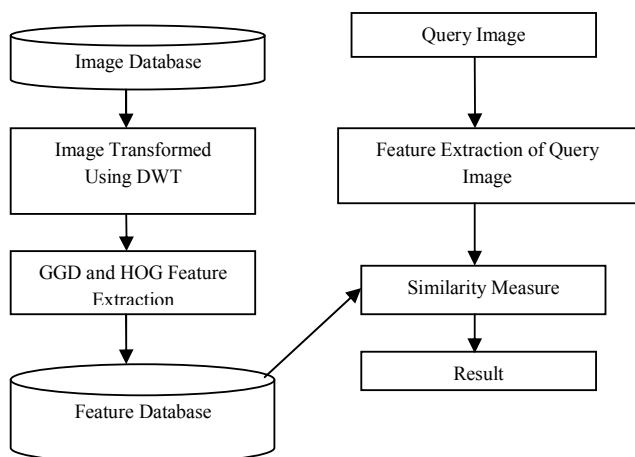 Image Database
Image Transformed
Using DWT
GGD and HOG Feature
Extraction
Feature Database
Query Image
Feature Extraction of Query
Image
Similarity Measure
Result